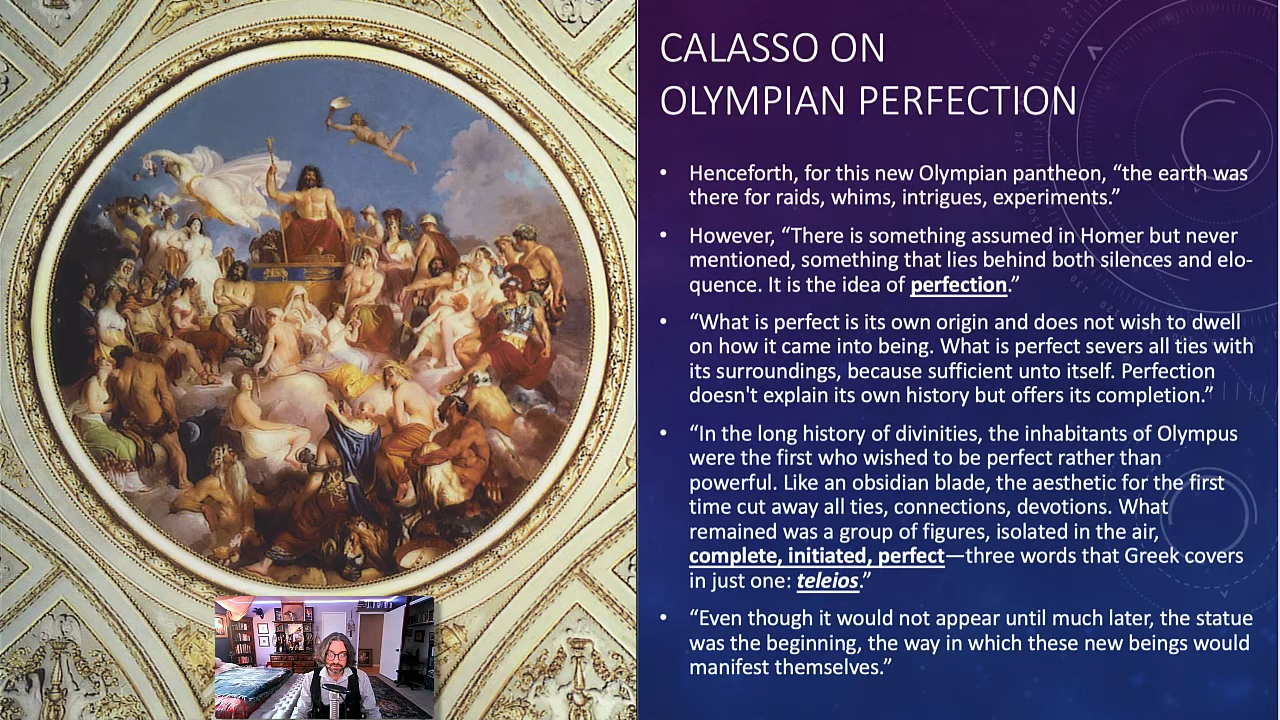 CALASSO ON
OLYMPIAN PERFECTION
• Henceforth, for this new Olympian pantheon, “the earth was
there for raids, whims, intrigues, experiments.”
• However, “There is something assumed in Homer but never
mentioned, something that lies behind both silences and elo-
quence. It is the idea of perfection.”
• “What is perfect is its own origin and does not wish to dwell
on how it came into being. What is perfect severs all ties with
its surroundings, because sufficient unto itself. Perfection
doesn't explain its own history but offers its completion.”
• “In the long history of divinities, the inhabitants of Olympus
were the first who wished to be perfect rather than
powerful. Like an obsidian blade, the aesthetic for the first
time cut away all ties, connections, devotions. What
remained was a group of figures, isolated in the air,
complete, initiated, perfect—three words that Greek covers
in just one: teleios.”
• “Even though it would not appear until much later, the statue
was the beginning, the way in which these new beings would
manifest themselves.”